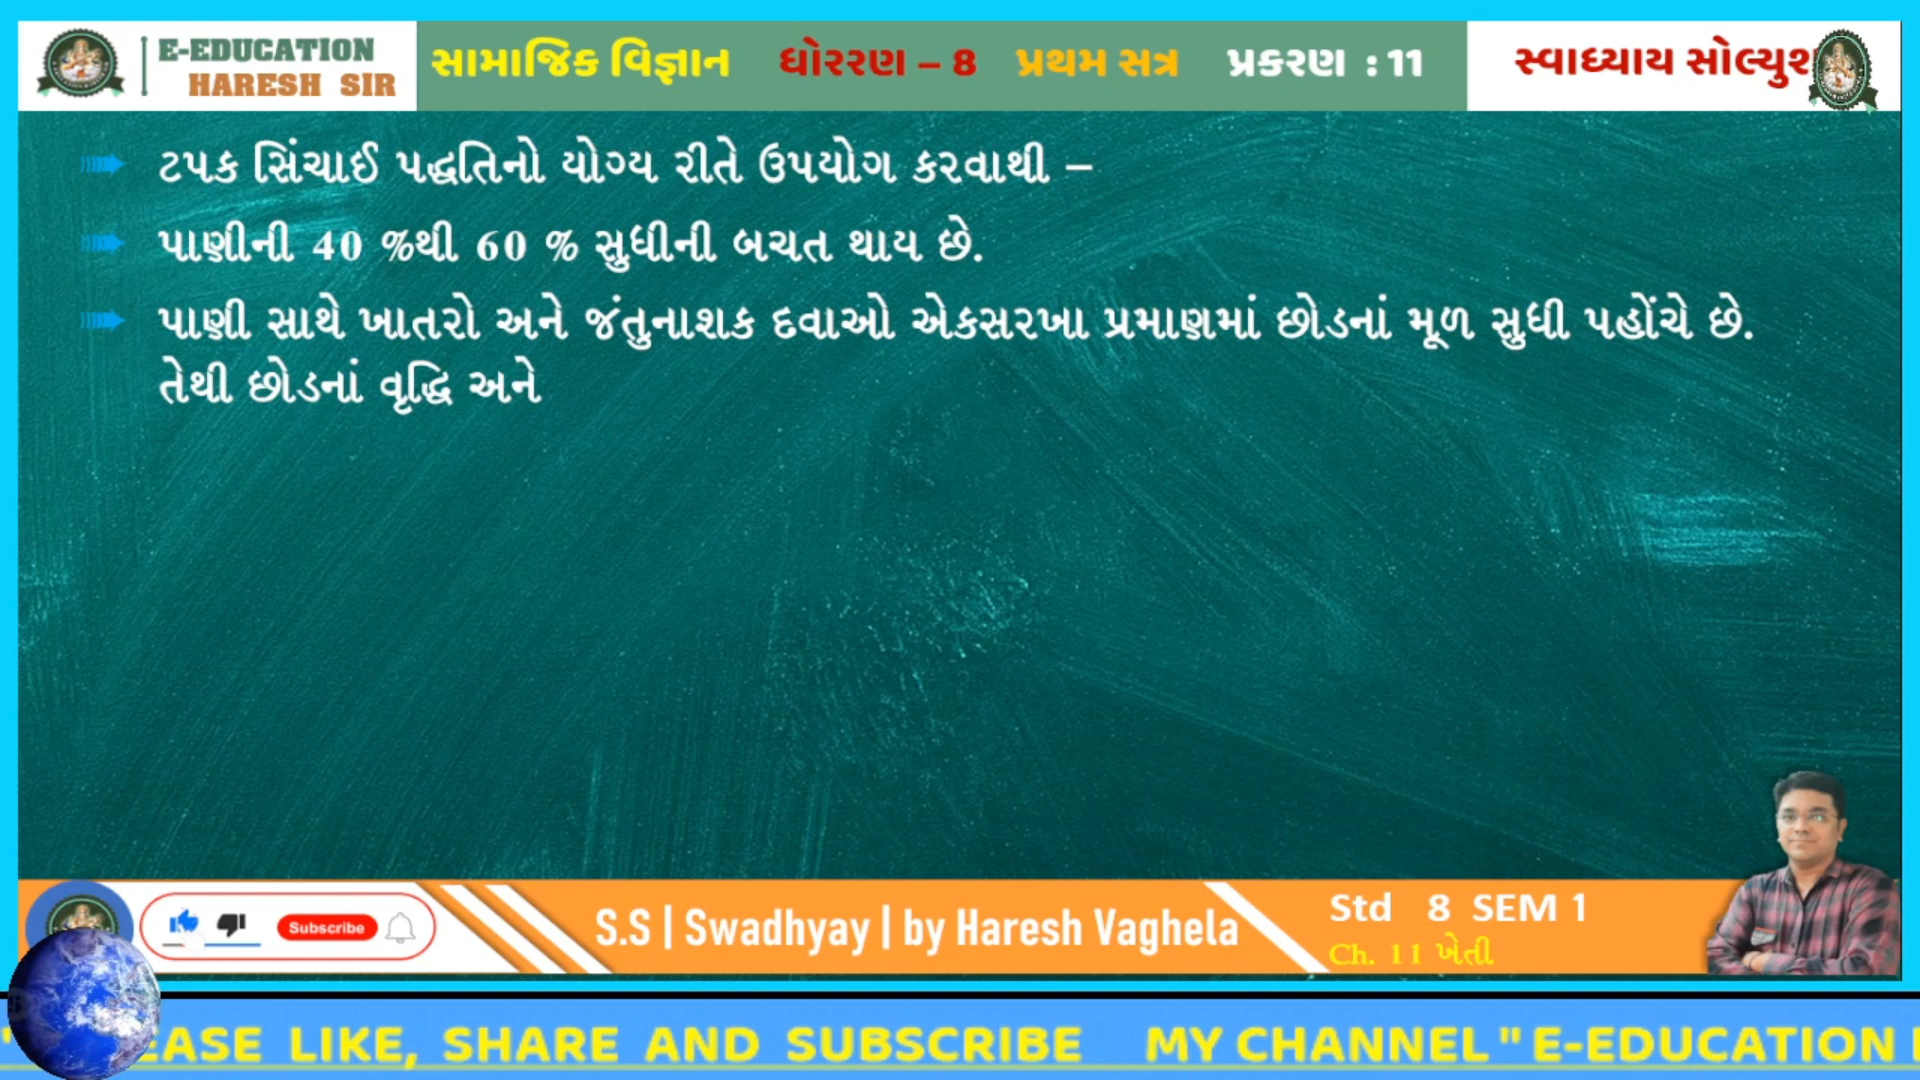 E-EDUCATION
HARESH SIR
સામાજિક વિજ્ઞાન ધોરરણ – 8 પ્રથમ સત્ર પ્રકરણ : 11
સ્વાધ્યાય
ટપક સિંચાઈ પદ્ધતિનો યોગ્ય રીતે ઉપયોગ કરવાથી –
પાણીની 40 %થી 60 % સુધીની બચત થાય છે.
પાણી સાથે ખાતરો અને જંતુનાશક દવાઓ એકસરખા પ્રમાણમાં છોડનાં મૂળ સુધી પહોંચે છે.
તેથી છોડનાં વૃદ્ધિ અને
Subscribe
S.S | Swadhyay | by Haresh Vaghela
Std 8 SEM 1
Ch. 11 ખેતી
LIKE, SHARE AND SUBSCRIBE MY CHANNEL " E-EDUCATION